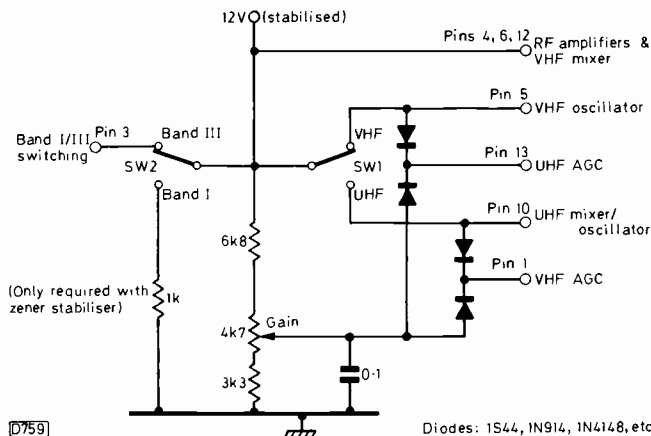 12V (stabilised)
Pins 4, 6, 12
RF amplifiers &
VHF mixer
Pin 5
VHF oscillator
Band I/III
switching
Pin 3
Band III
SW2
Band I
VHF
SW1
UHF
Pin 13
UHF AGC
Pin 10
UHF mixer/
oscillator
Pin 1
VHF AGC
6k8
(Only required with
zener stabiliser)
1k
4k7
Gain
3k3
0·1
D759
Diodes: 1S44, 1N914, 1N4148, etc